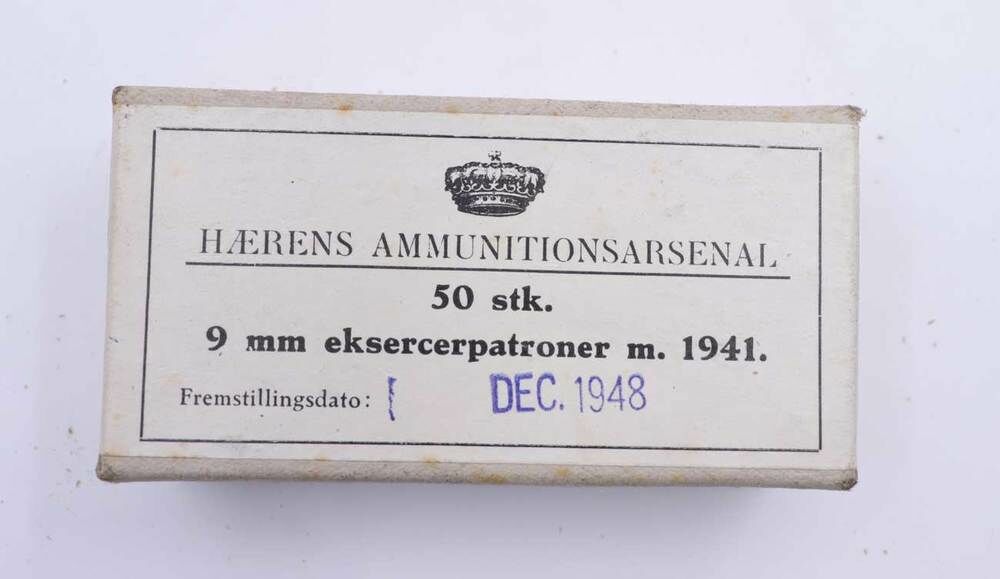 HÆRENS AMMUNITIONSARSENAL
50 stk.
9 mm eksercerpatroner m. 1941.
Fremstillingsdato: DEC. 1948